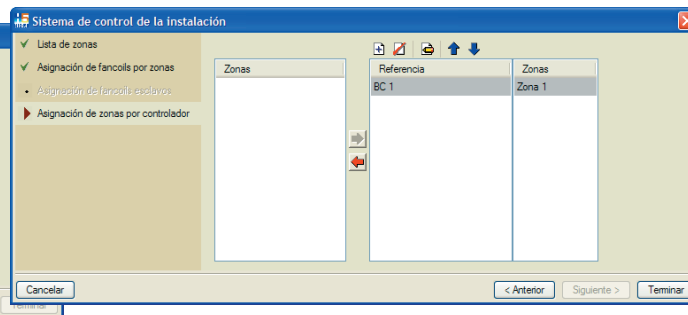 Sistema de control de la instalación
Lista de zonas
Asignación de fancoils por zonas
Asignación de fancoils esclavos
Asignación de zonas por controlador
Zonas
Referencia Zonas
BC 1 Zona 1
Cancelar < Anterior Siguiente > Terminar
Terminar